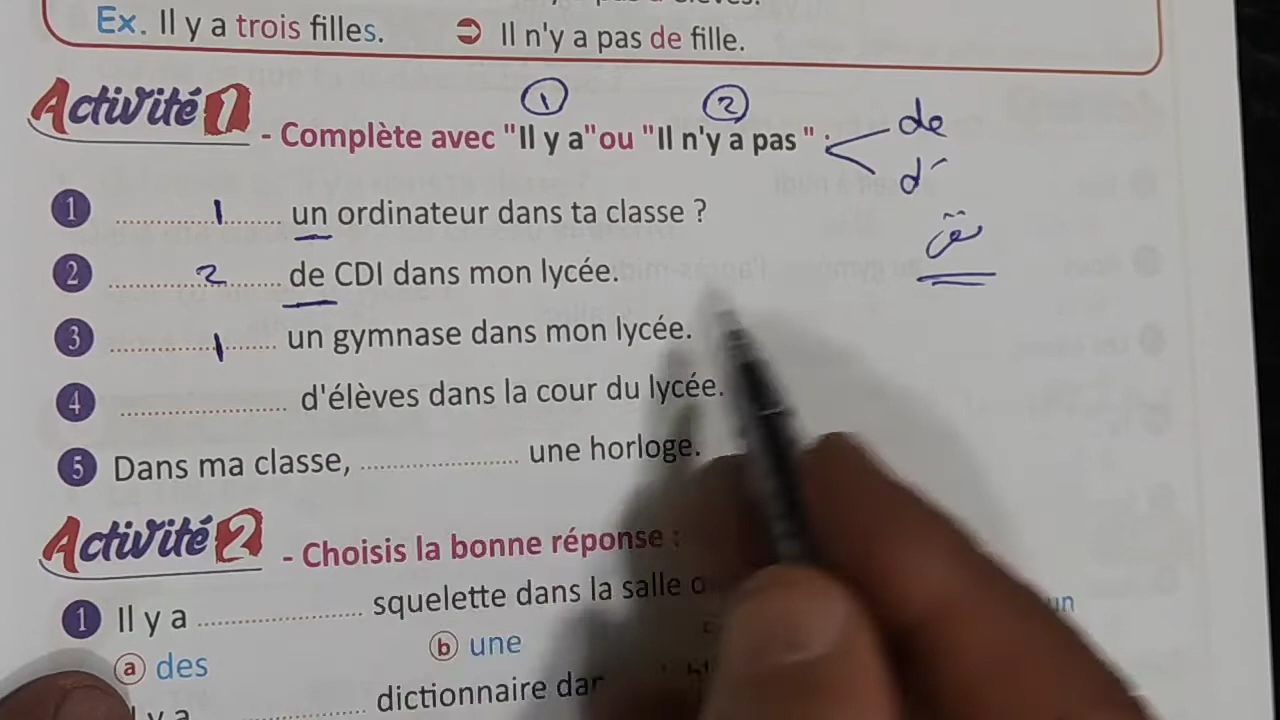 Ex. Il y a trois filles. ➲ Il n'y a pas de fille.
1 2
Activité 1 - Complète avec "Il y a" ou "Il n'y a pas". de
d'
1 ........1........ un ordinateur dans ta classe ?
2 ........2........ de CDI dans mon lycée.
3 ........1........ un gymnase dans mon lycée.
4 ................ d'élèves dans la cour du lycée.
5 Dans ma classe, ................ une horloge.
Activité 2 - Choisis la bonne réponse :
1 Il y a ................ squelette dans la salle
a des b une un
y a ................ dictionnaire